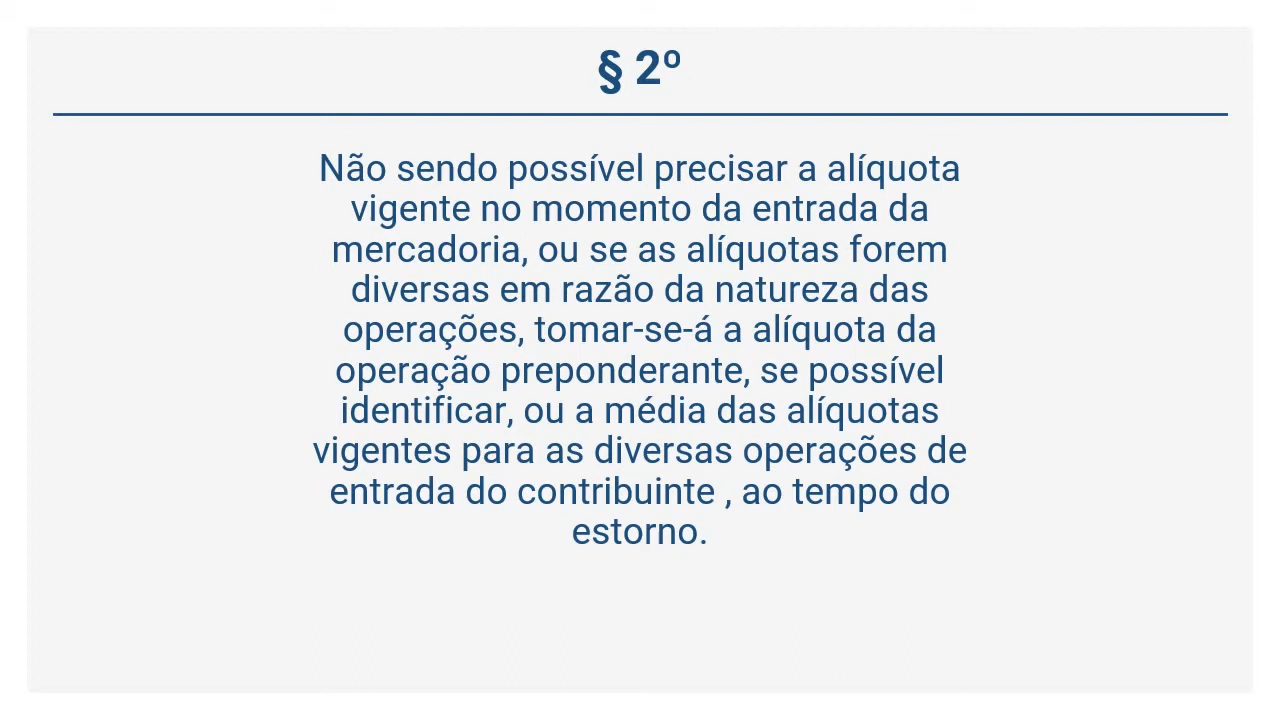 § 2º
Não sendo possível precisar a alíquota
vigente no momento da entrada da
mercadoria, ou se as alíquotas forem
diversas em razão da natureza das
operações, tomar-se-á a alíquota da
operação preponderante, se possível
identificar, ou a média das alíquotas
vigentes para as diversas operações de
entrada do contribuinte , ao tempo do
estorno.